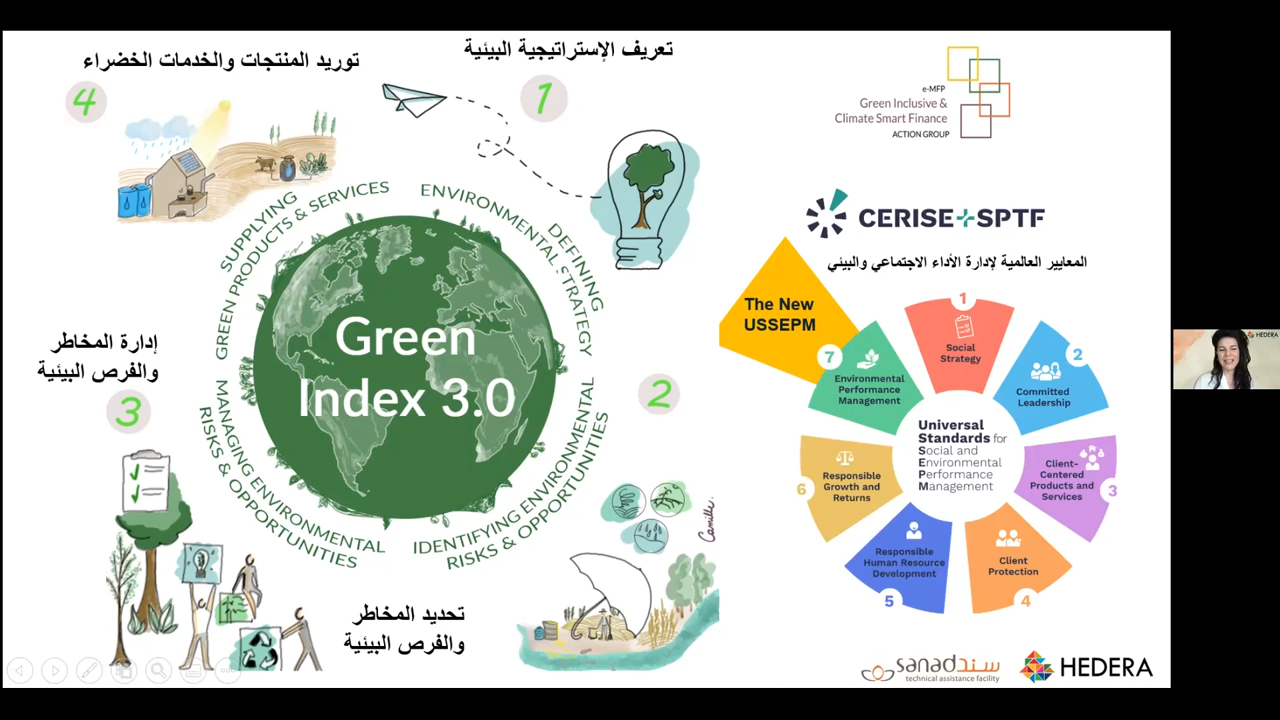 تعريف الإستراتيجية البيئية
1
توريد المنتجات والخدمات الخضراء
4
SUPPLYING
GREEN PRODUCTS & SERVICES
DEFINING
ENVIRONMENTAL STRATEGY
Green
Index 3.0
إدارة المخاطر
والفرص البيئية
3
2
MANAGING ENVIRONMENTAL
RISKS & OPPORTUNITIES
IDENTIFYING ENVIRONMENTAL
RISKS & OPPORTUNITIES
Camille.
تحديد المخاطر
والفرص البيئية
e-MFP
Green Inclusive &
Climate Smart Finance
ACTION GROUP
CERISE+SPTF
المعايير العالمية لإدارة الأداء الاجتماعي والبيئي
The New
USSEPM
1
Social
Strategy
2
Committed
Leadership
Client-
Centered
Products and
Services
3
Client
Protection
4
Responsible
Human Resource
Development
5
Responsible
Growth and
Returns
6
7
Environmental
Performance
Management
Universal
Standards for
Social and
Environmental
Performance
Management
sanad سند
technical assistance facility
HEDERA
HEDERA